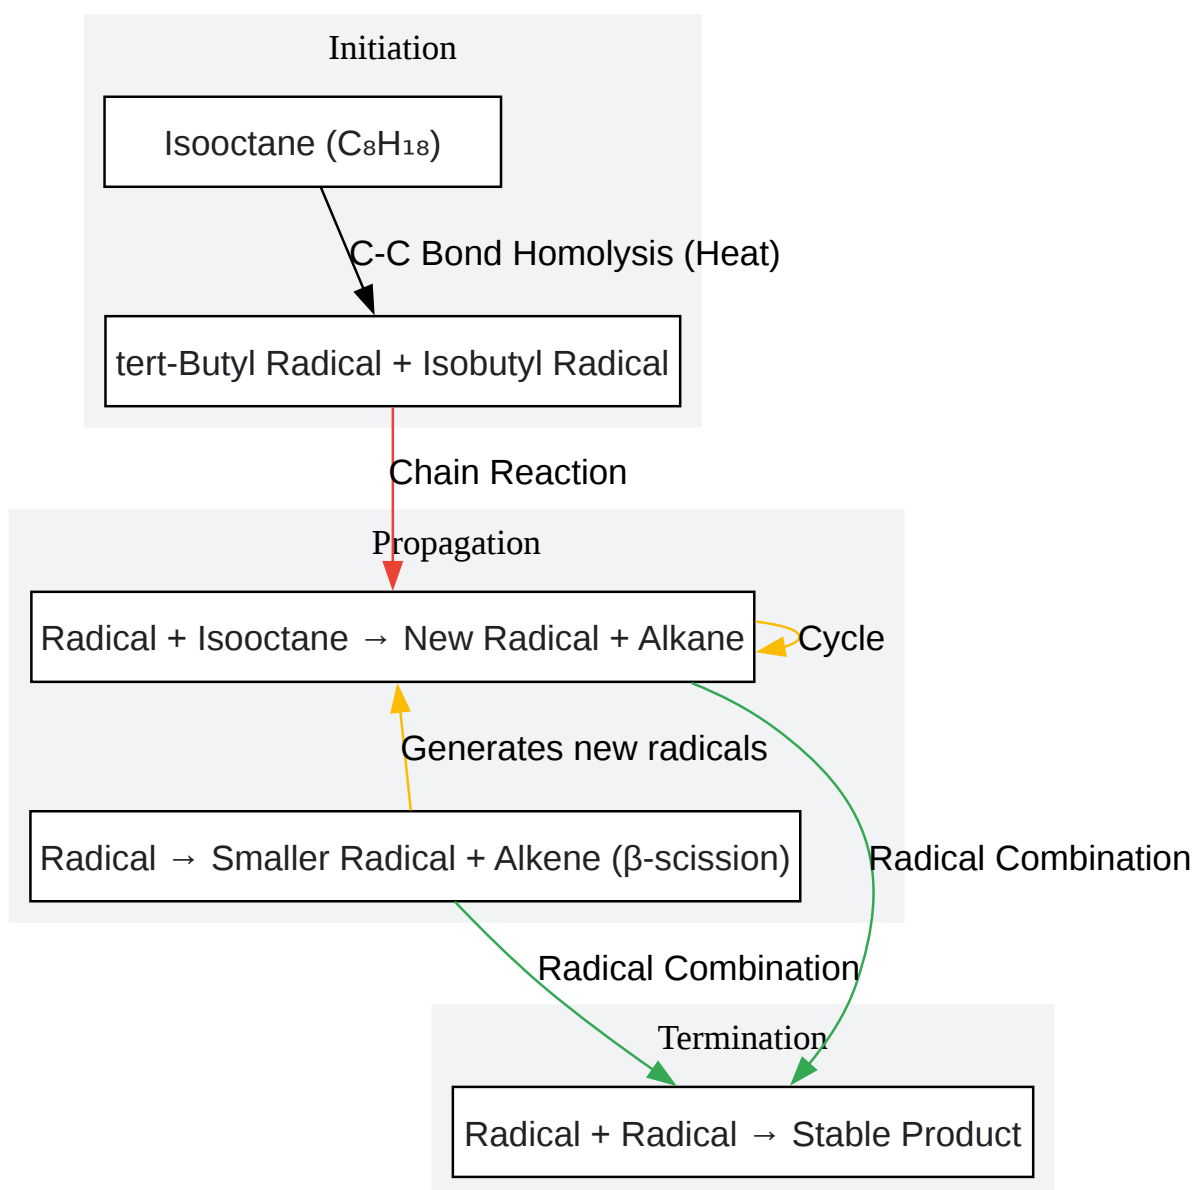 Initiation
Isooctane (C₈H₁₈)
C-C Bond Homolysis (Heat)
tert-Butyl Radical + Isobutyl Radical
Chain Reaction
Propagation
Radical + Isooctane → New Radical + Alkane
Cycle
Generates new radicals
Radical → Smaller Radical + Alkene (β-scission)
Radical Combination
Radical Combination
Termination
Radical + Radical → Stable Product